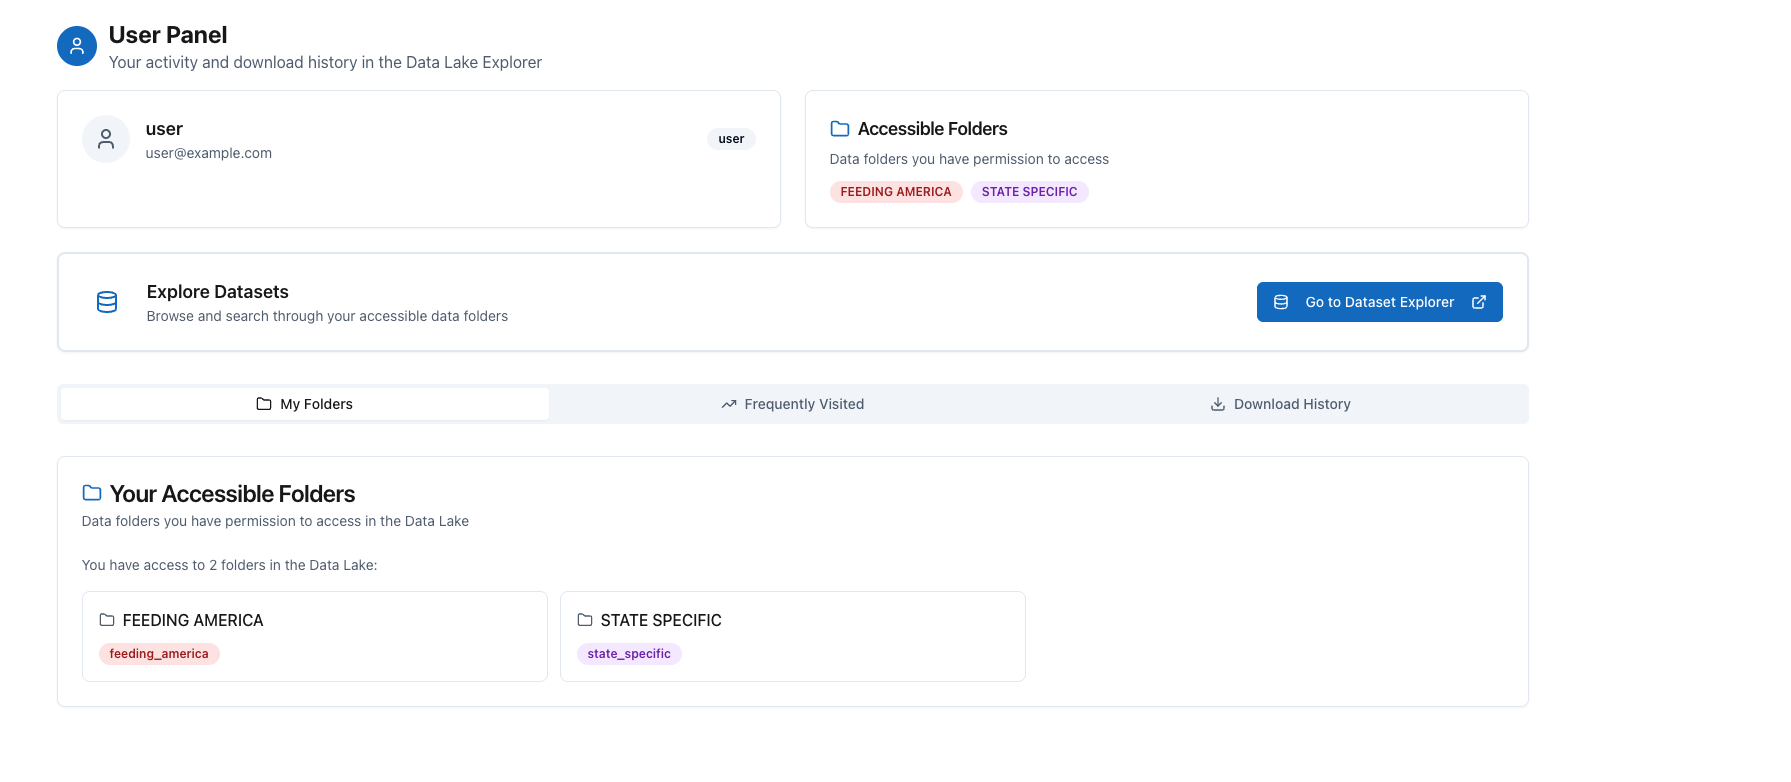 User Panel
Your activity and download history in the Data Lake Explorer
user
user@example.com
user
Accessible Folders
Data folders you have permission to access
FEEDING AMERICA
STATE SPECIFIC
Explore Datasets
Browse and search through your accessible data folders
Go to Dataset Explorer
My Folders
Frequently Visited
Download History
Your Accessible Folders
Data folders you have permission to access in the Data Lake
You have access to 2 folders in the Data Lake:
FEEDING AMERICA
feeding_america
STATE SPECIFIC
state_specific